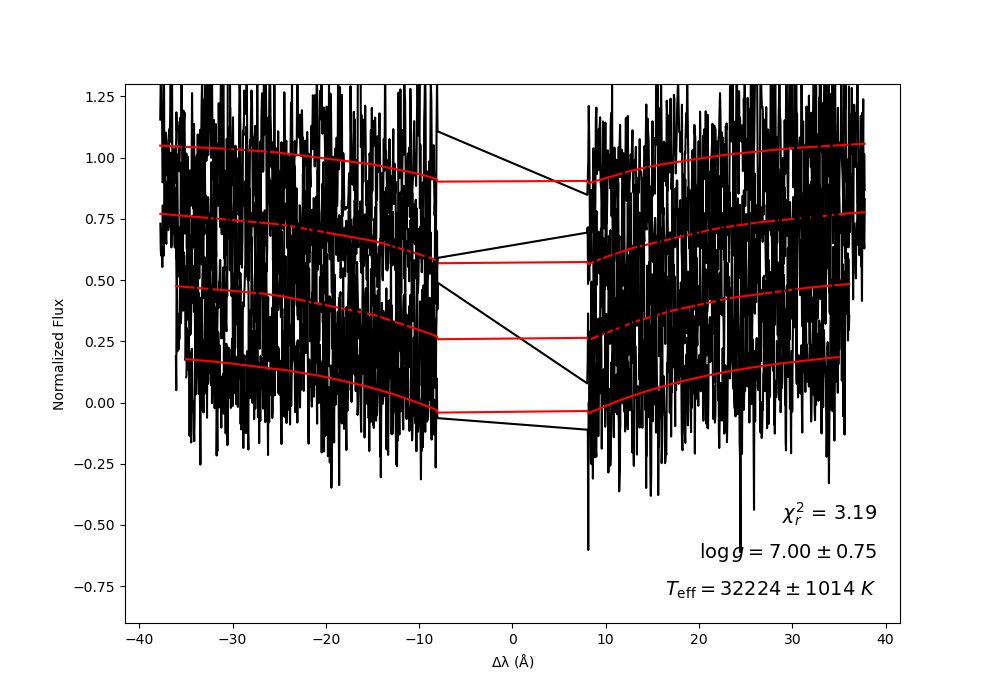 1.25
1.00
0.75
0.50
0.25
0.00
−0.25
−0.50
−0.75
Normalized Flux
χ²ᵣ = 3.19
log g = 7.00 ± 0.75
T_eff = 32224 ± 1014 K
−40 −30 −20 −10 0 10 20 30 40
Δλ (Å)